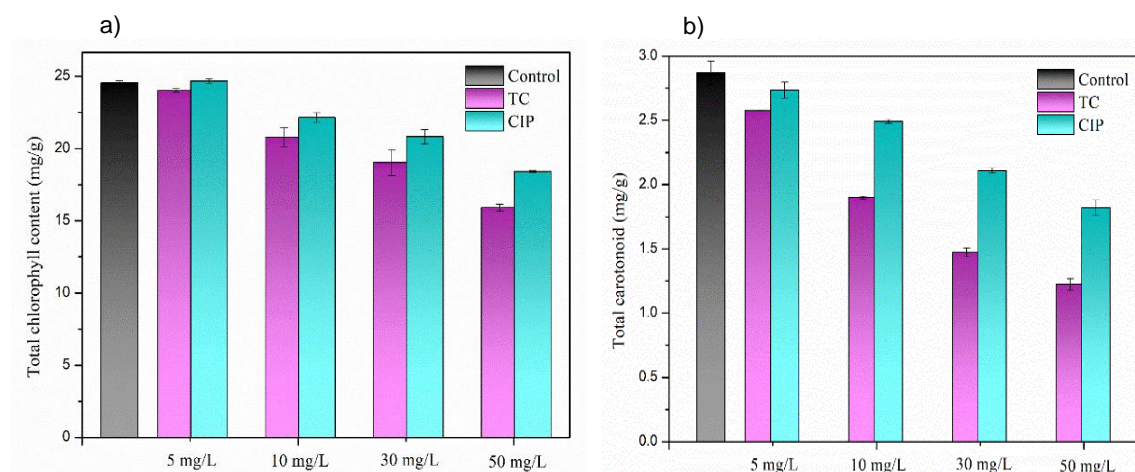 a)
Total chlorophyll content (mg/g)
25
20
15
10
5
0
Control
TC
CIP
5 mg/L
10 mg/L
30 mg/L
50 mg/L
b)
Total carotonoid (mg/g)
3.0
2.5
2.0
1.5
1.0
0.5
0.0
Control
TC
CIP
5 mg/L
10 mg/L
30 mg/L
50 mg/L